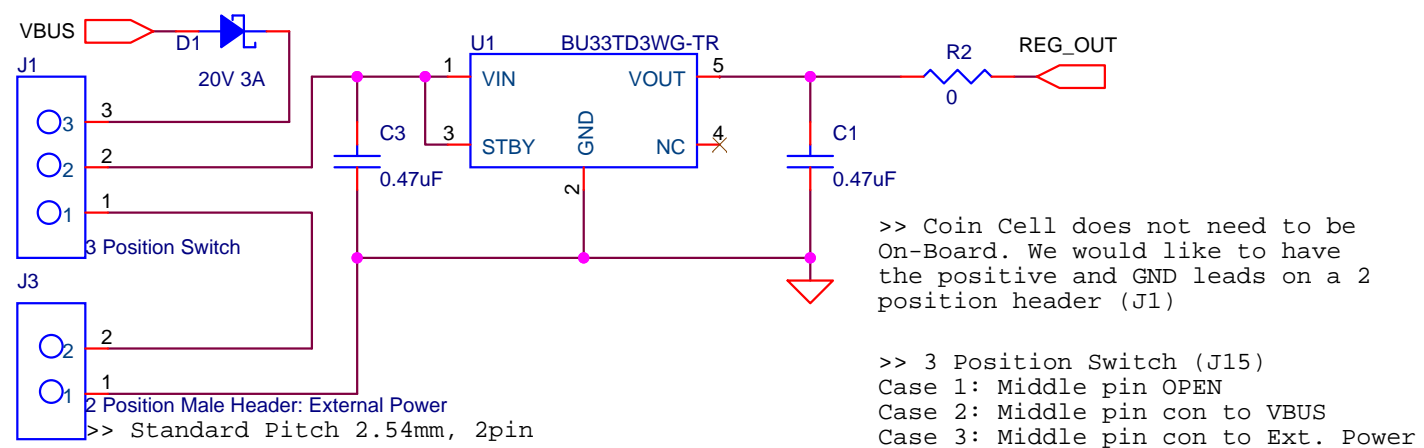 VBUS
D1
20V 3A
J1
3
2
1
3
2
1
3 Position Switch
J3
2
1
2
1
2 Position Male Header: External Power
>> Standard Pitch 2.54mm, 2pin
C3
0.47uF
U1
BU33TD3WG-TR
1
VIN
VOUT
5
3
STBY
GND
NC
4
2
C1
0.47uF
R2
0
REG_OUT
>> Coin Cell does not need to be
On-Board. We would like to have
the positive and GND leads on a 2
position header (J1)
>> 3 Position Switch (J15)
Case 1: Middle pin OPEN
Case 2: Middle pin con to VBUS
Case 3: Middle pin con to Ext. Power